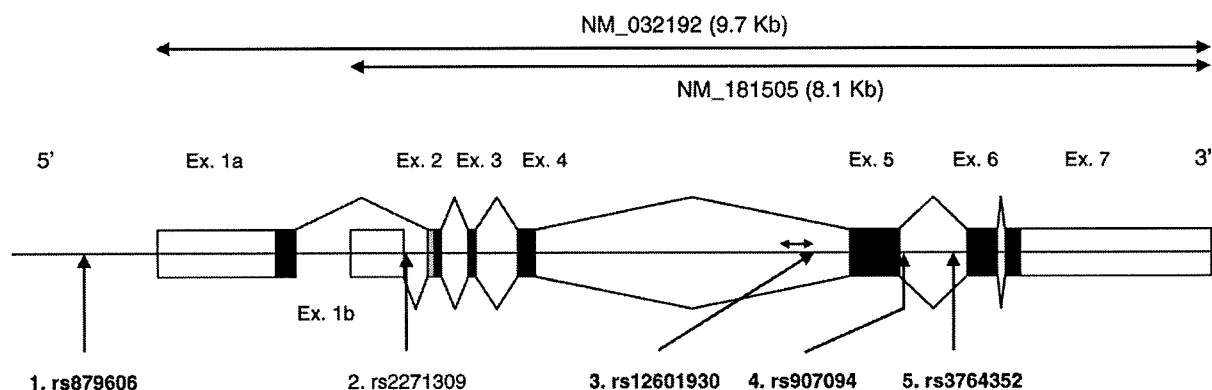 NM_032192 (9.7 Kb)
NM_181505 (8.1 Kb)
5' Ex. 1a Ex. 2 Ex. 3 Ex. 4 Ex. 5 Ex. 6 Ex. 7 3'
Ex. 1b
1. rs879606 2. rs2271309 3. rs12601930 4. rs907094 5. rs3764352